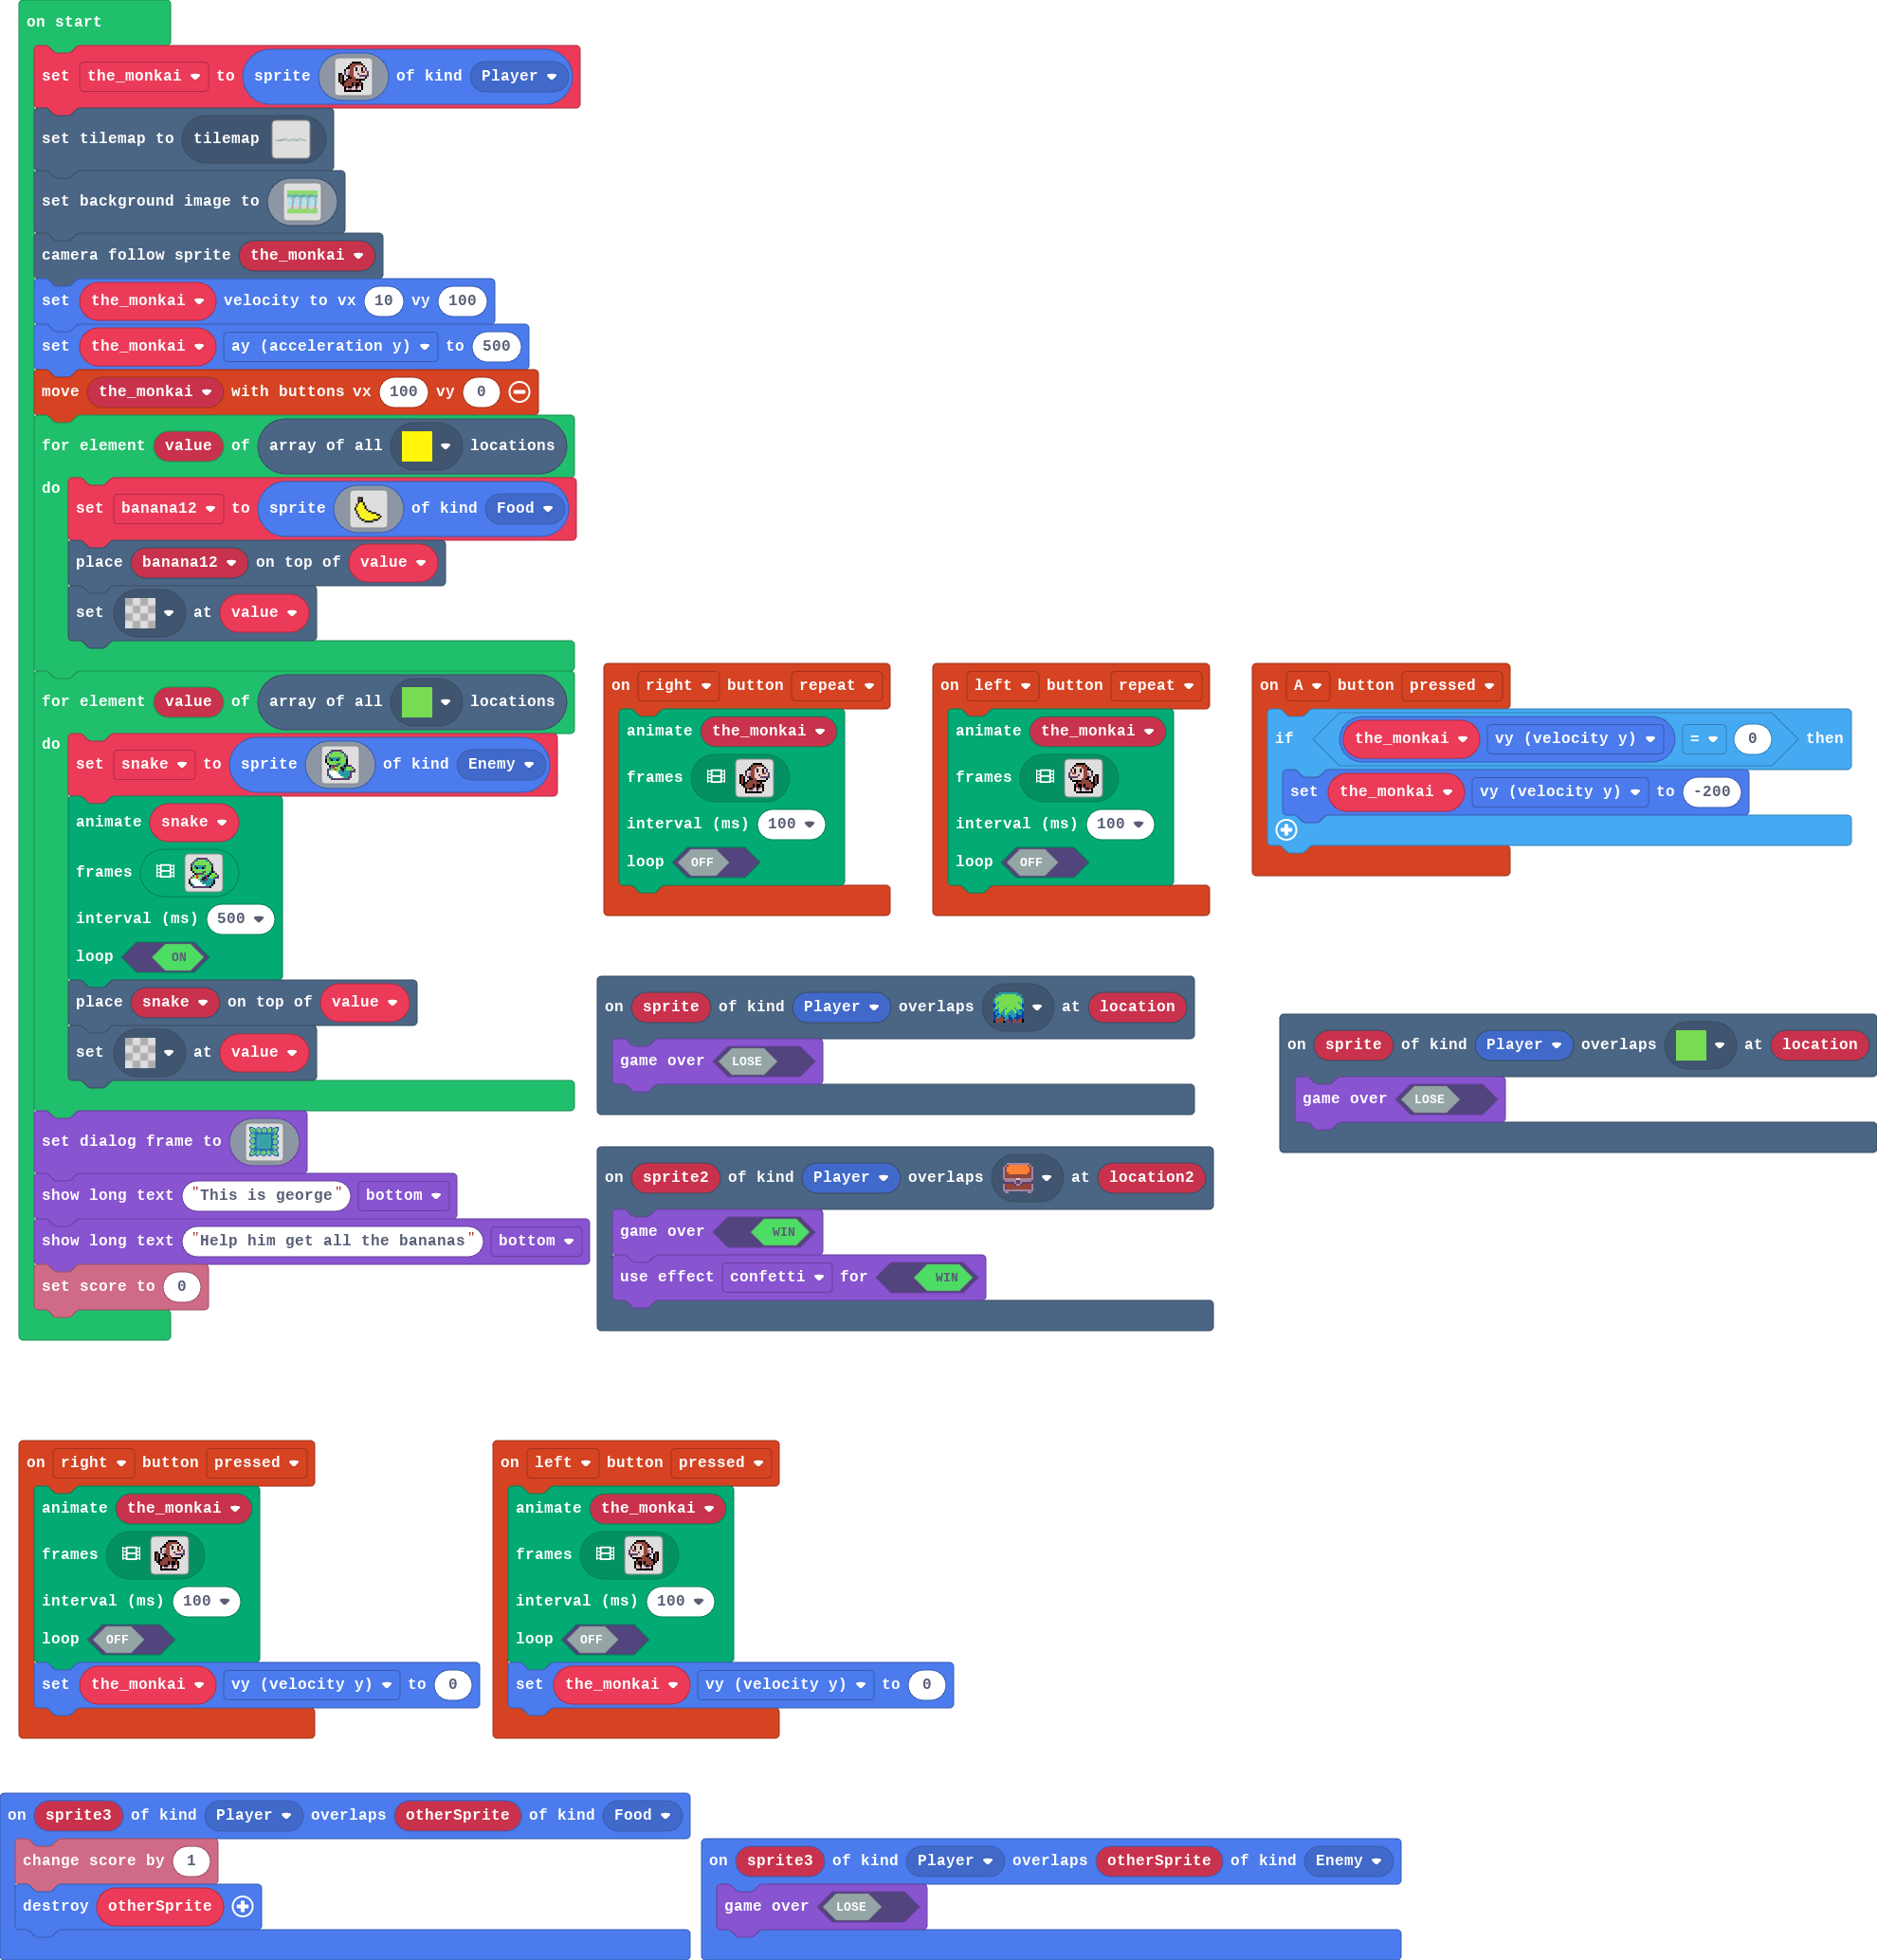 on start
set the_monkai to sprite of kind Player
set tilemap to tilemap
set background image to
camera follow sprite the_monkai
set the_monkai velocity to vx 10 vy 100
set the_monkai ay (acceleration y) to 500
move the_monkai with buttons vx 100 vy 0
for element value of array of all locations
do
set banana12 to sprite of kind Food
place banana12 on top of value
set at value
for element value of array of all locations
do
set snake to sprite of kind Enemy
animate snake
frames
interval (ms) 500
loop ON
place snake on top of value
set at value
set dialog frame to
show long text "This is george" bottom
show long text "Help him get all the bananas" bottom
set score to 0
on right button repeat
animate the_monkai
frames
interval (ms) 100
loop OFF
on left button repeat
animate the_monkai
frames
interval (ms) 100
loop OFF
on A button pressed
if the_monkai vy (velocity y) = 0 then
set the_monkai vy (velocity y) to -200
on sprite of kind Player overlaps at location
game over LOSE
on sprite of kind Player overlaps at location
game over LOSE
on sprite2 of kind Player overlaps at location2
game over WIN
use effect confetti for WIN
on right button pressed
animate the_monkai
frames
interval (ms) 100
loop OFF
set the_monkai vy (velocity y) to 0
on left button pressed
animate the_monkai
frames
interval (ms) 100
loop OFF
set the_monkai vy (velocity y) to 0
on sprite3 of kind Player overlaps otherSprite of kind Food
change score by 1
destroy otherSprite
on sprite3 of kind Player overlaps otherSprite of kind Enemy
game over LOSE